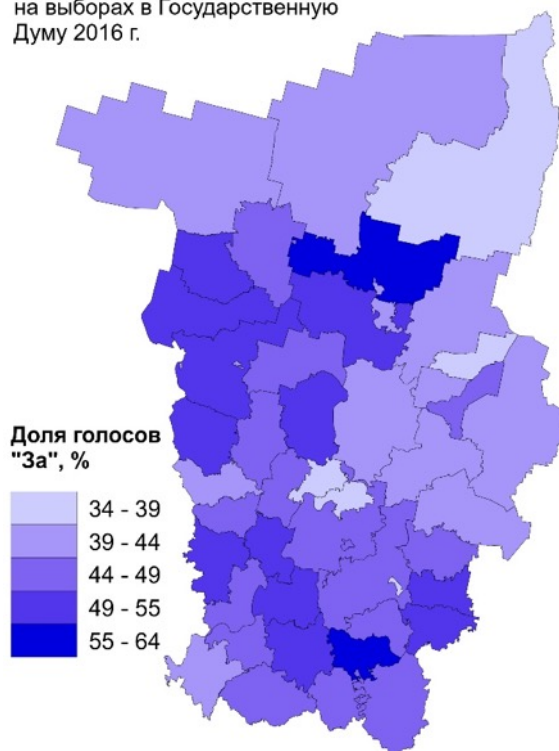 на выборах в Государственную
Думу 2016 г.
Доля голосов
"За", %
34 - 39
39 - 44
44 - 49
49 - 55
55 - 64